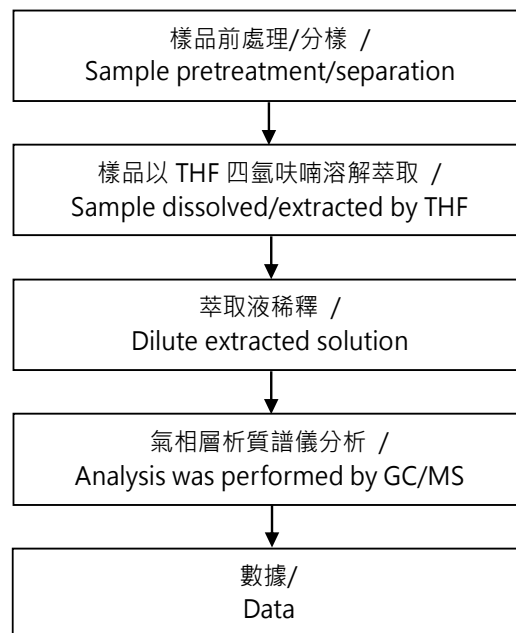 樣品前處理/分樣 /
Sample pretreatment/separation
樣品以 THF 四氫呋喃溶解萃取 /
Sample dissolved/extracted by THF
萃取液稀釋 /
Dilute extracted solution
氣相層析質譜儀分析 /
Analysis was performed by GC/MS
數據/
Data